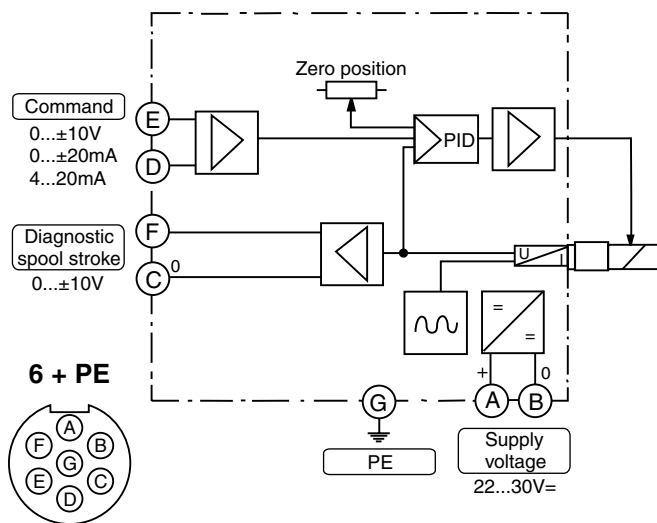 Zero position
Command
E
0...±10V
0...±20mA
4...20mA
D
PID
Diagnostic
spool stroke
0...±10V
F
C
0
U
I
=
=
+
0
A
B
G
PE
Supply
voltage
22...30V=
6 + PE
A
F
B
G
E
C
D